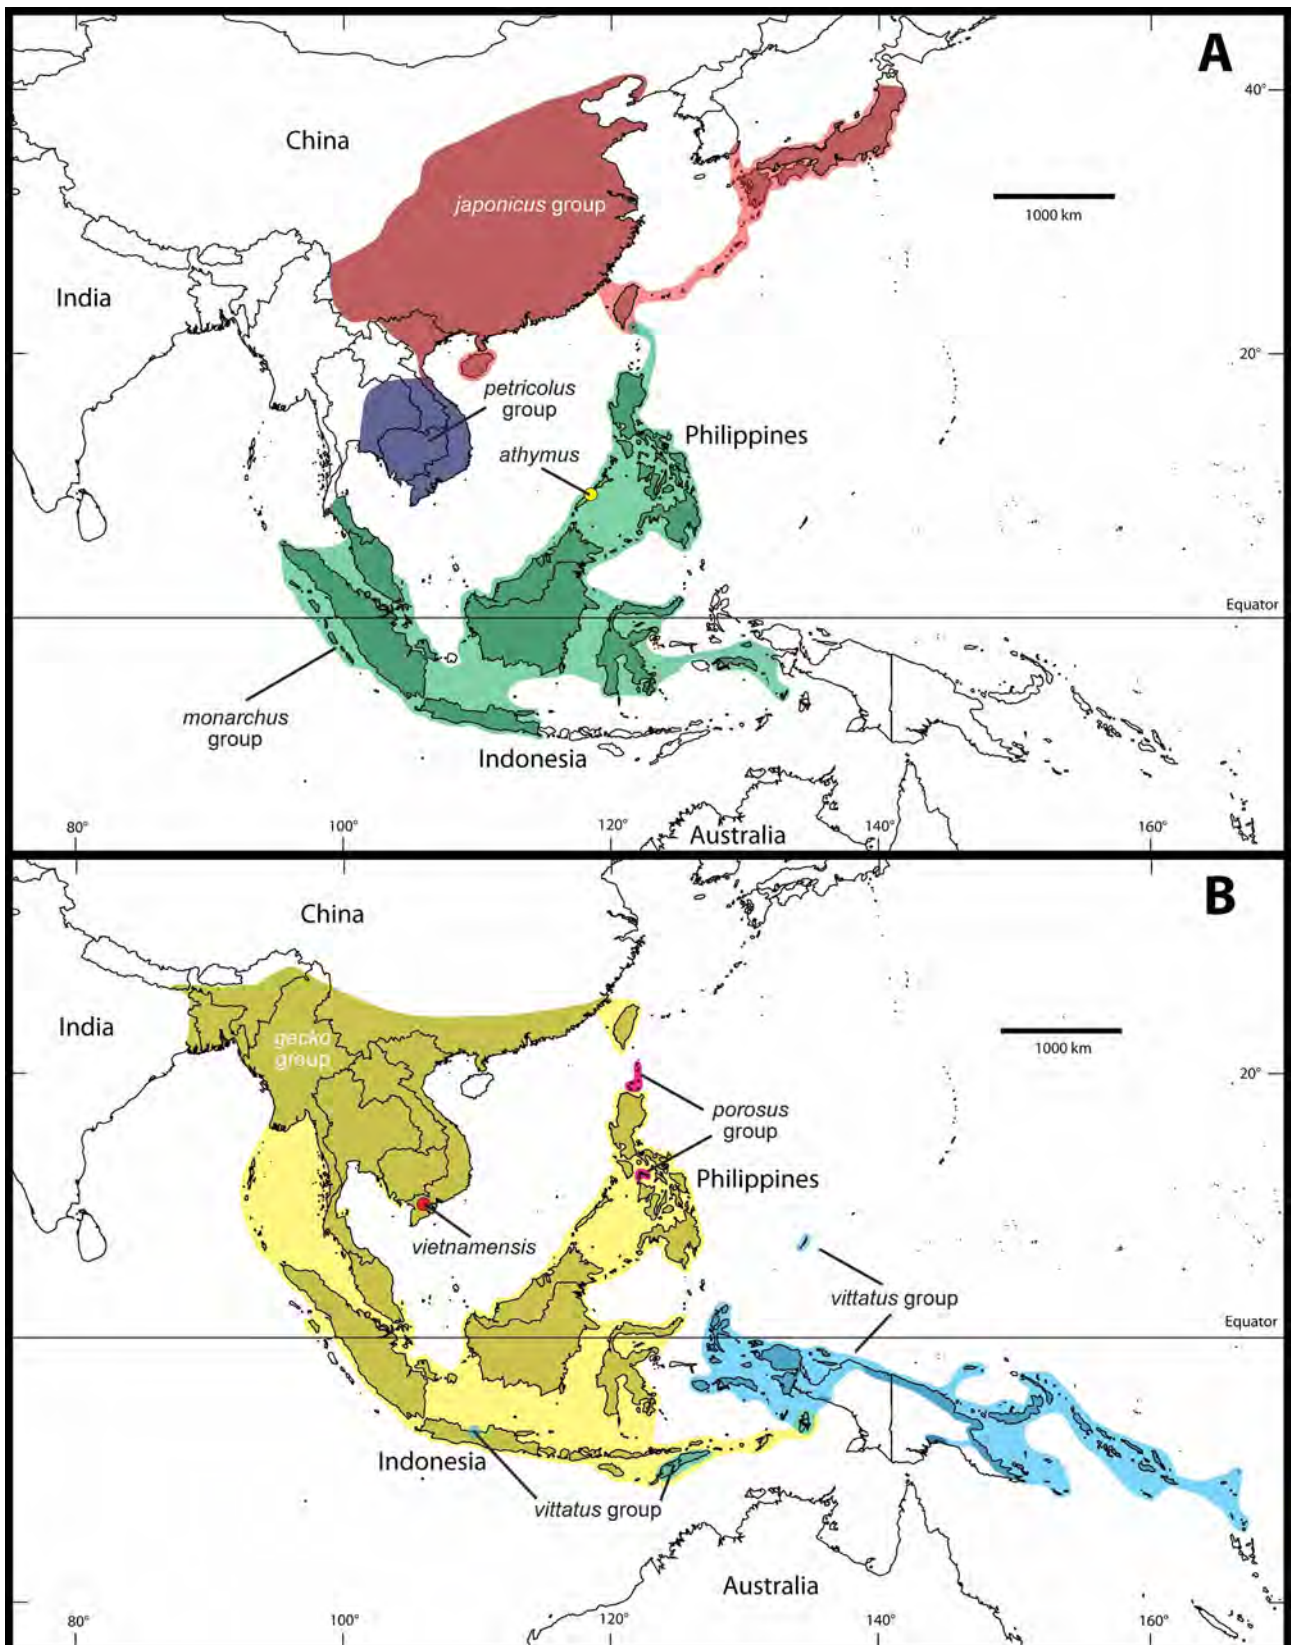 A
40°
China
japonicus group
1000 km
India
20°
petricolus
group
Philippines
athymus
Equator
monarchus
group
Indonesia
80°
100°
120°
140°
160°
Australia
B
China
India
gecko
group
1000 km
20°
porosus
group
Philippines
vietnamensis
vittatus group
Equator
Indonesia
vittatus group
Australia
80°
100°
120°
140°
160°